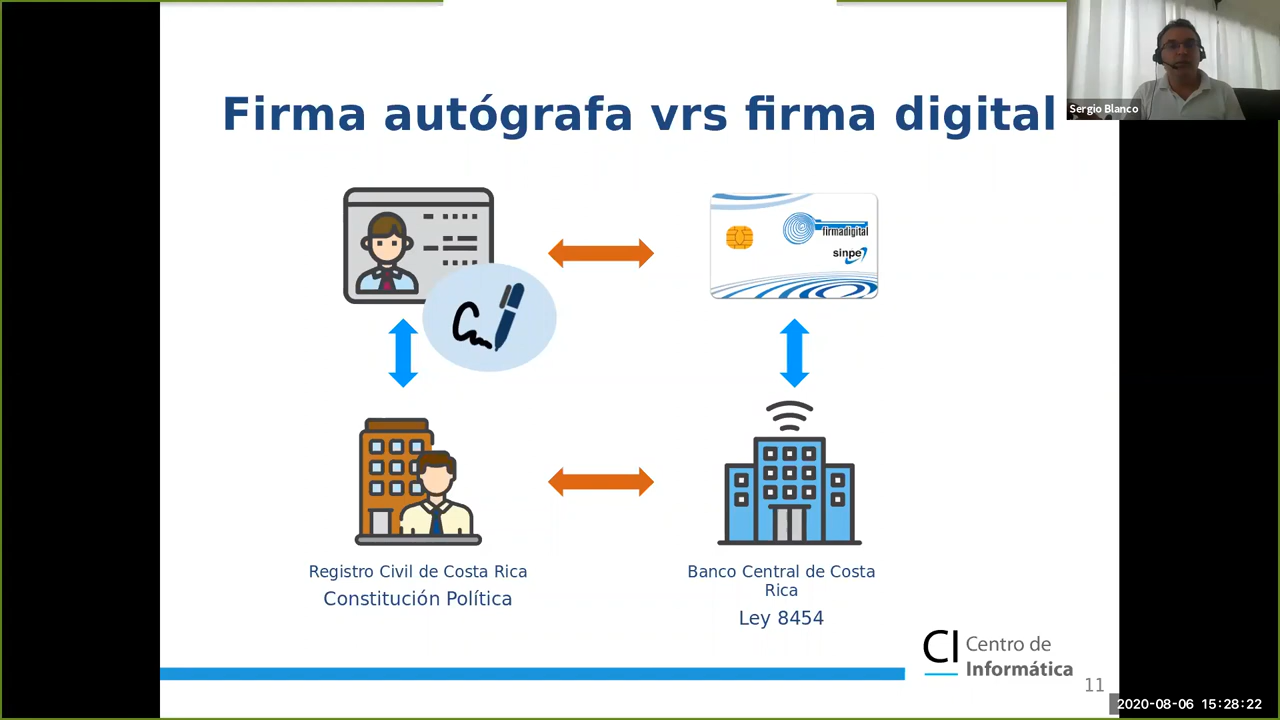 Firma autógrafa vrs firma digital
Sergio Blanco
firmadigital
sinpe
Registro Civil de Costa Rica
Constitución Política
Banco Central de Costa
Rica
Ley 8454
CI Centro de
Informática
11
2020-08-06 15:28:22